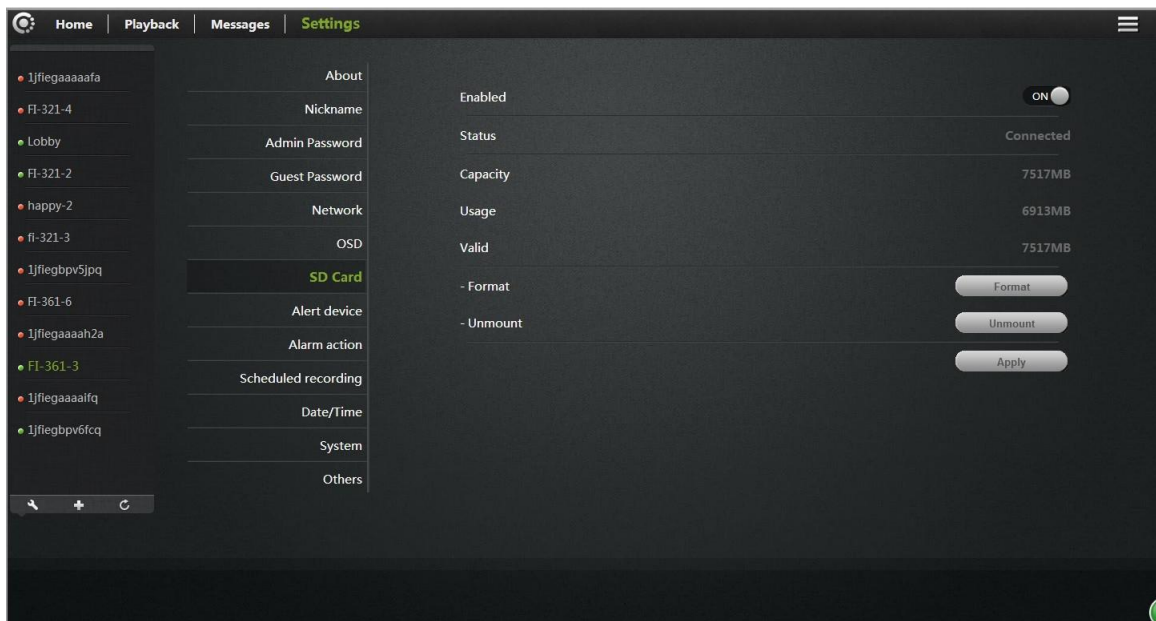 Home Playback Messages Settings
1jfiegaaaaafa
FI-321-4
Lobby
FI-321-2
happy-2
fi-321-3
1jfiegbpv5jpq
FI-361-6
1jfiegaaaah2a
FI-361-3
1jfiegaaaaifq
1jfiegbpv6fcq
About
Nickname
Admin Password
Guest Password
Network
OSD
SD Card
Alert device
Alarm action
Scheduled recording
Date/Time
System
Others
Enabled ON
Status Connected
Capacity 7517MB
Usage 6913MB
Valid 7517MB
- Format Format
- Unmount Unmount
Apply